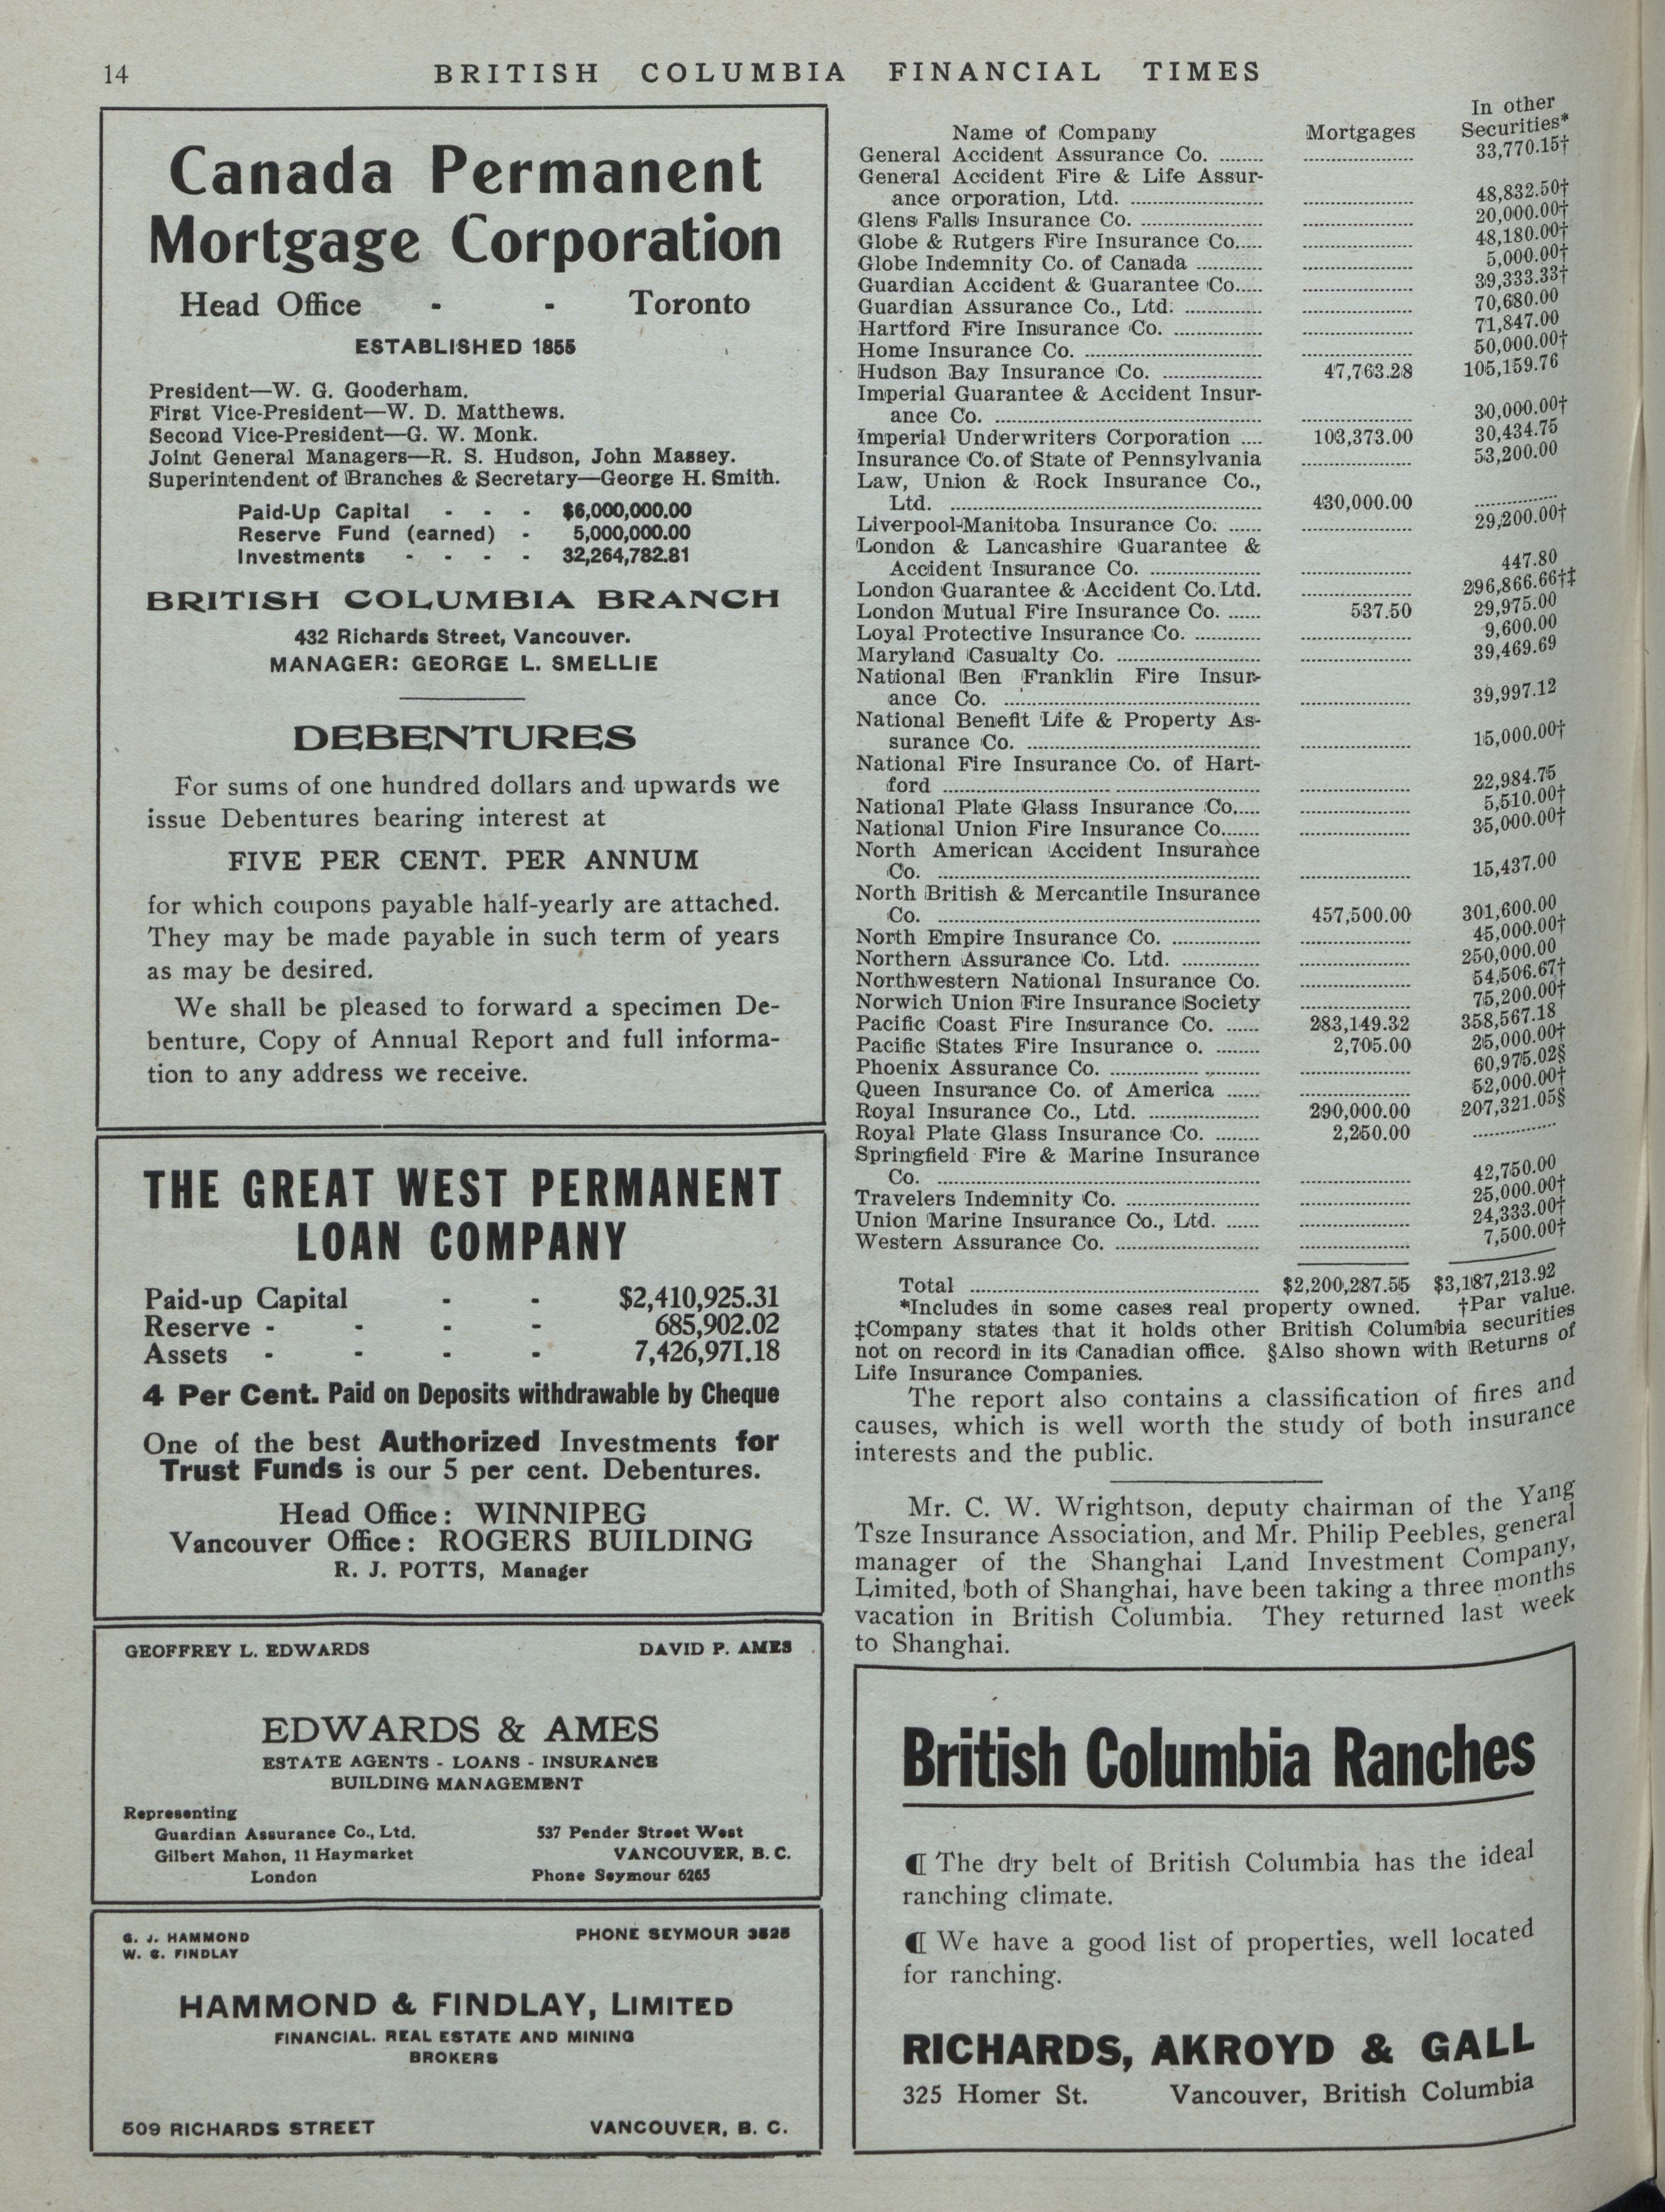 14
BRITISH COLUMBIA FINANCIAL TIMES
Canada Permanent
Mortgage Corporation
Head Office - - Toronto
ESTABLISHED 1855
President—W. G. Gooderham.
First Vice-President—W. D. Matthews.
Second Vice-President—G. W. Monk.
Joint General Managers—R. S. Hudson, John Massey.
Superintendent of Branches & Secretary—George H. Smith.
Paid-Up Capital - - - $6,000,000.00
Reserve Fund (earned) - 5,000,000.00
Investments - - - - 32,264,782.81
BRITISH COLUMBIA BRANCH
432 Richards Street, Vancouver.
MANAGER: GEORGE L. SMELLIE
DEBENTURES
For sums of one hundred dollars and upwards we
issue Debentures bearing interest at
FIVE PER CENT. PER ANNUM
for which coupons payable half-yearly are attached.
They may be made payable in such term of years
as may be desired.
We shall be pleased to forward a specimen De-
benture, Copy of Annual Report and full informa-
tion to any address we receive.
THE GREAT WEST PERMANENT
LOAN COMPANY
Paid-up Capital - - $2,410,925.31
Reserve - - - - 685,902.02
Assets - - - - 7,426,971.18
4 Per Cent. Paid on Deposits withdrawable by Cheque
One of the best Authorized Investments for
Trust Funds is our 5 per cent. Debentures.
Head Office: WINNIPEG
Vancouver Office: ROGERS BUILDING
R. J. POTTS, Manager
GEOFFREY L. EDWARDS DAVID P. AMES
EDWARDS & AMES
ESTATE AGENTS - LOANS - INSURANCE
BUILDING MANAGEMENT
Representing
Guardian Assurance Co., Ltd. 537 Pender Street West
Gilbert Mahon, 11 Haymarket VANCOUVER, B. C.
London Phone Seymour 6265
G. J. HAMMOND PHONE SEYMOUR 3525
W. G. FINDLAY
HAMMOND & FINDLAY, LIMITED
FINANCIAL. REAL ESTATE AND MINING
BROKERS
509 RICHARDS STREET VANCOUVER, B. C.
In other
Name of Company Mortgages Securities*
General Accident Assurance Co. ........ .................... 33,770.15†
General Accident Fire & Life Assur-
ance orporation, Ltd. ........................ .................... 48,832.50†
Glens Falls Insurance Co. ...................... .................... 20,000.00†
Globe & Rutgers Fire Insurance Co..... .................... 48,180.00†
Globe Indemnity Co. of Canada ............ .................... 5,000.00†
Guardian Accident & Guarantee Co..... .................... 39,333.33†
Guardian Assurance Co., Ltd. .............. .................... 70,680.00
Hartford Fire Insurance Co. ................ .................... 71,847.00
Home Insurance Co. ................................ .................... 50,000.00†
Hudson Bay Insurance Co. .................. 47,763.28 105,159.76
Imperial Guarantee & Accident Insur-
ance Co. ................................................ .................... 30,000.00†
Imperial Underwriters Corporation .... 103,373.00 30,434.75
Insurance Co. of State of Pennsylvania .................... 53,200.00
Law, Union & Rock Insurance Co.,
Ltd. ........................................................ 430,000.00 ...............
Liverpool-Manitoba Insurance Co. ...... .................... 29,200.00†
London & Lancashire Guarantee &
Accident Insurance Co. .................... .................... 447.80
London Guarantee & Accident Co. Ltd. .................... 296,866.66†‡
London Mutual Fire Insurance Co. ...... 537.50 29,975.00
Loyal Protective Insurance Co. ............ .................... 9,600.00
Maryland Casualty Co. .......................... .................... 39,469.69
National Ben Franklin Fire Insur-
ance Co. .............................................. .................... 39,997.12
National Benefit Life & Property As-
surance Co. .......................................... .................... 15,000.00†
National Fire Insurance Co. of Hart-
ford ........................................................ .................... 22,984.75
National Plate Glass Insurance Co..... .................... 5,510.00†
National Union Fire Insurance Co....... .................... 35,000.00†
North American Accident Insurance
Co. .......................................................... .................... 15,437.00
North British & Mercantile Insurance
Co. .......................................................... 457,500.00 301,600.00
North Empire Insurance Co. ................ .................... 45,000.00†
Northern Assurance Co. Ltd. .............. .................... 250,000.00
Northwestern National Insurance Co. .................... 54,506.67†
Norwich Union Fire Insurance Society .................... 75,200.00†
Pacific Coast Fire Insurance Co. ...... 283,149.32 358,567.18
Pacific States Fire Insurance o. ........ 2,705.00 25,000.00†
Phoenix Assurance Co. .......................... .................... 60,975.02§
Queen Insurance Co. of America ...... .................... 52,000.00†
Royal Insurance Co., Ltd. .................... 290,000.00 207,321.05§
Royal Plate Glass Insurance Co. ........ 2,250.00 ...............
Springfield Fire & Marine Insurance
Co. .......................................................... .................... 42,750.00
Travelers Indemnity Co. ........................ .................... 25,000.00†
Union Marine Insurance Co., Ltd. ...... .................... 24,333.00†
Western Assurance Co. .......................... .................... 7,500.00†
Total .................................................... $2,200,287.55 $3,187,213.92
*Includes in some cases real property owned. †Par value.
‡Company states that it holds other British Columbia securities
not on record in its Canadian office. §Also shown with Returns of
Life Insurance Companies.
The report also contains a classification of fires and
causes, which is well worth the study of both insurance
interests and the public.
Mr. C. W. Wrightson, deputy chairman of the Yang
Tsze Insurance Association, and Mr. Philip Peebles, general
manager of the Shanghai Land Investment Company,
Limited, both of Shanghai, have been taking a three months
vacation in British Columbia. They returned last week
to Shanghai.
British Columbia Ranches
¶ The dry belt of British Columbia has the ideal
ranching climate.
¶ We have a good list of properties, well located
for ranching.
RICHARDS, AKROYD & GALL
325 Homer St. Vancouver, British Columbia